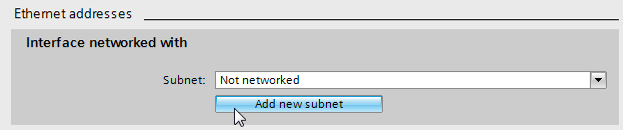 Ethernet addresses
Interface networked with
Subnet: Not networked
Add new subnet